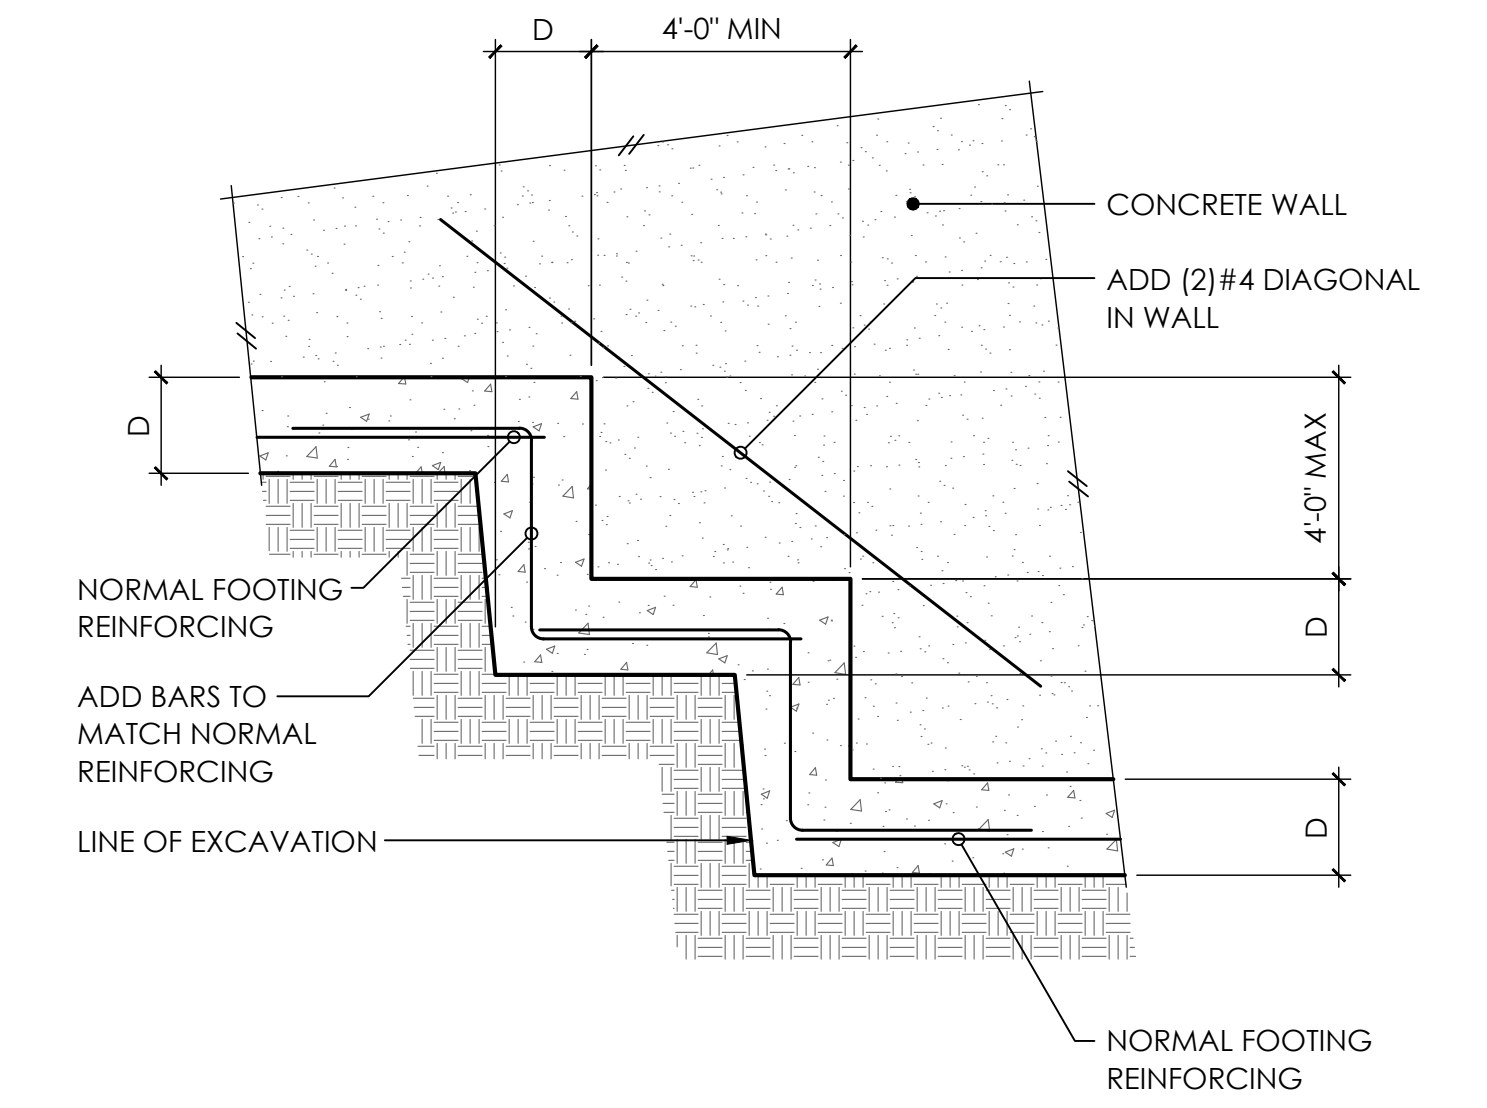 D
4'-0" MIN
CONCRETE WALL
ADD (2)#4 DIAGONAL
IN WALL
D
4'-0" MAX
NORMAL FOOTING
REINFORCING
D
ADD BARS TO
MATCH NORMAL
REINFORCING
LINE OF EXCAVATION
D
NORMAL FOOTING
REINFORCING